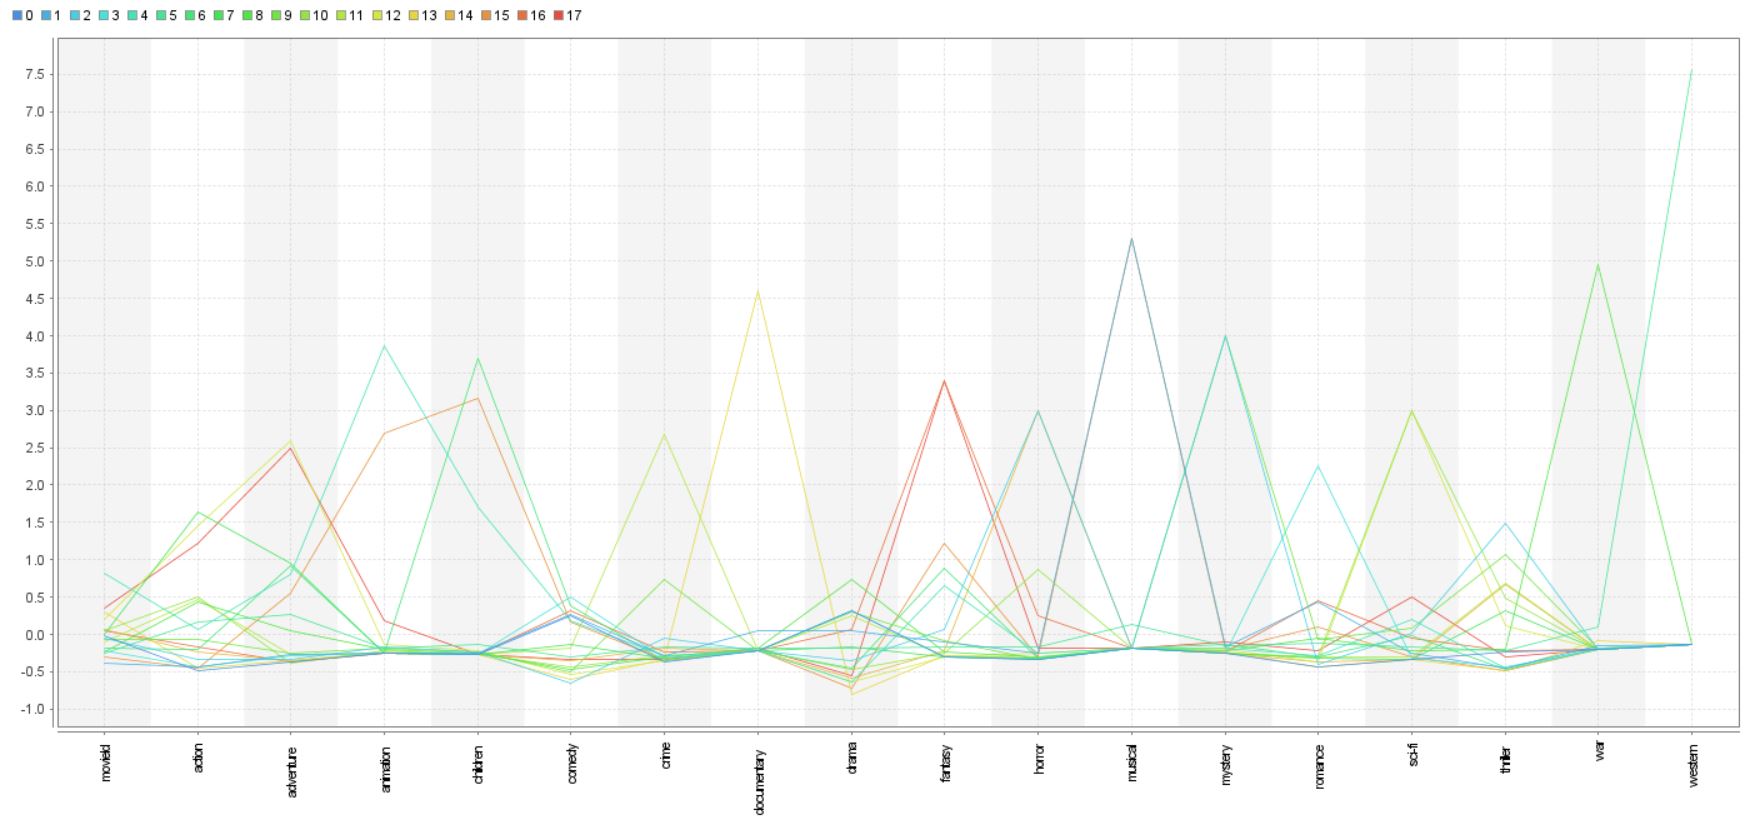 0 1 2 3 4 5 6 7 8 9 10 11 12 13 14 15 16 17
7.5
7.0
6.5
6.0
5.5
5.0
4.5
4.0
3.5
3.0
2.5
2.0
1.5
1.0
0.5
0.0
-0.5
-1.0
movieId
action
adventure
animation
children
comedy
crime
documentary
drama
fantasy
horror
musical
mystery
romance
sci-fi
thriller
war
western